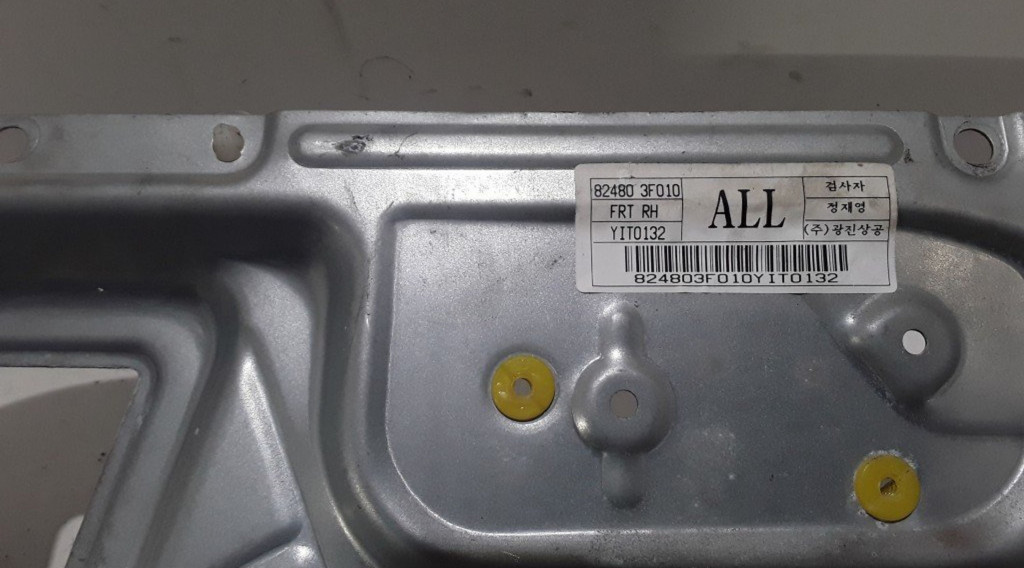 82480 3F010
FRT RH
YIT0132
ALL
검사자
정재영
(주)광진상공
824803F010YIT0132